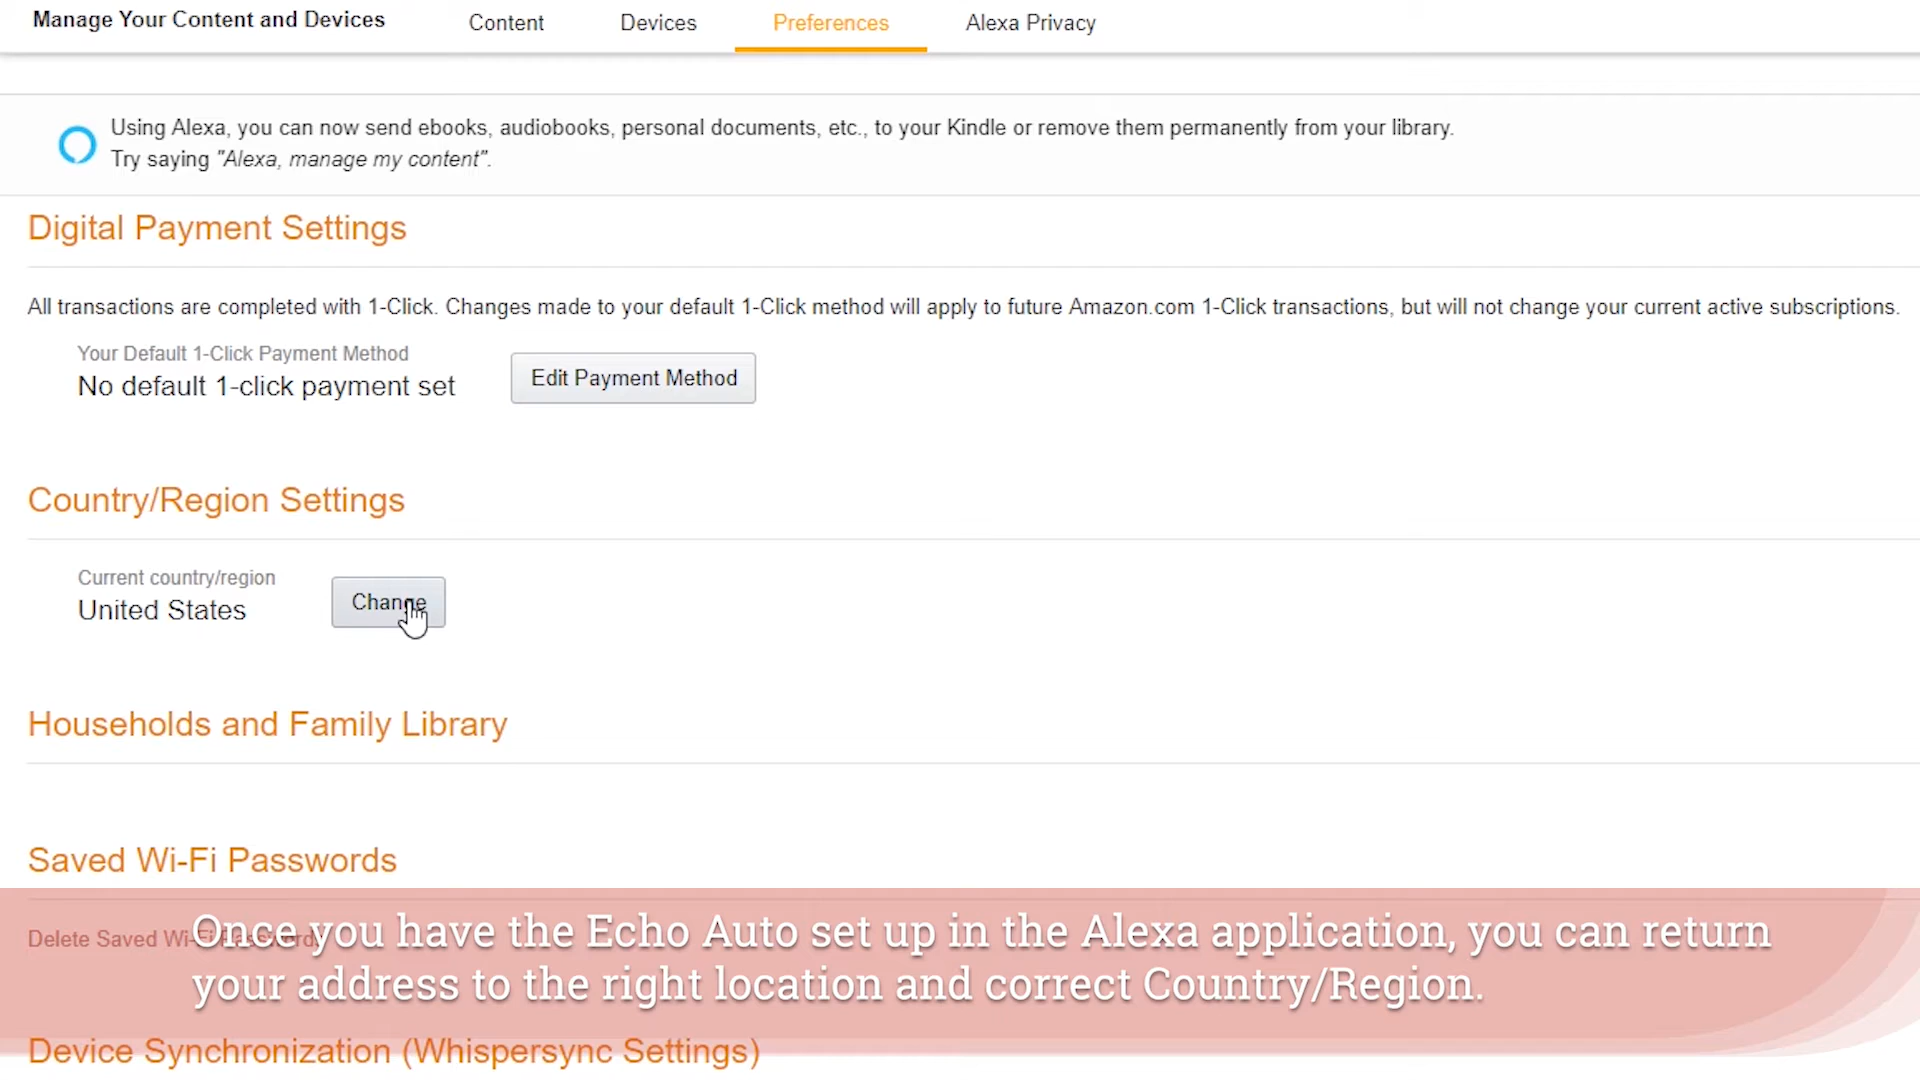 Manage Your Content and Devices
Content
Devices
Preferences
Alexa Privacy
Using Alexa, you can now send ebooks, audiobooks, personal documents, etc., to your Kindle or remove them permanently from your library.
Try saying "Alexa, manage my content".
Digital Payment Settings
All transactions are completed with 1-Click. Changes made to your default 1-Click method will apply to future Amazon.com 1-Click transactions, but will not change your current active subscriptions.
Your Default 1-Click Payment Method
No default 1-click payment set
Edit Payment Method
Country/Region Settings
Current country/region
United States
Change
Households and Family Library
Saved Wi-Fi Passwords
Delete Saved Wi-Fi Passwords
Once you have the Echo Auto set up in the Alexa application, you can return
your address to the right location and correct Country/Region.
Device Synchronization (Whispersync Settings)